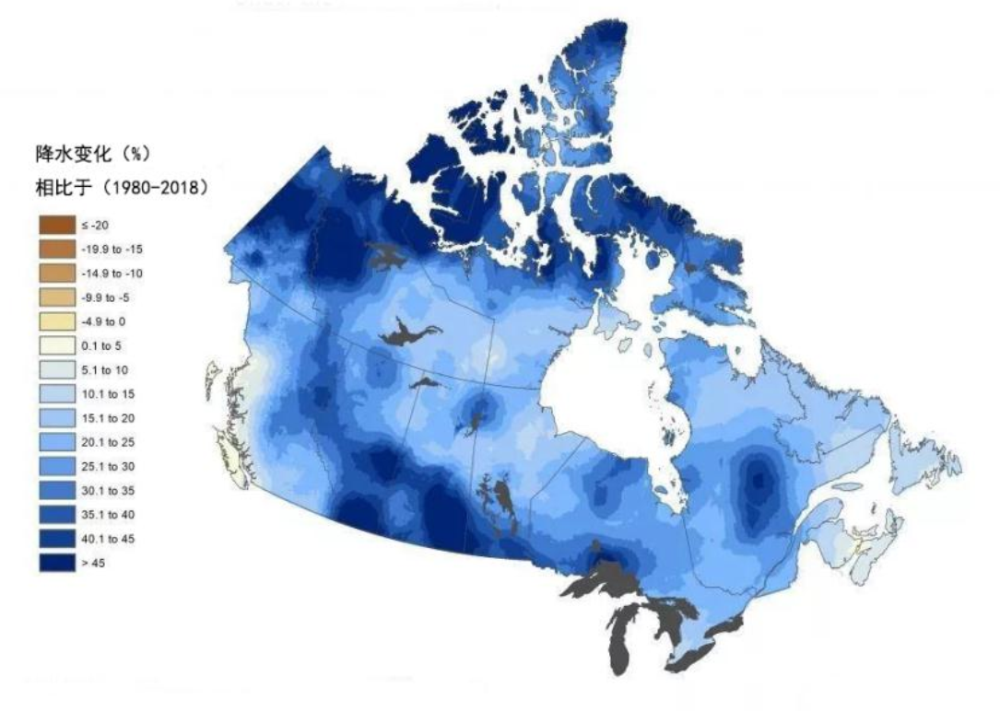 降水变化（%）
相比于（1980-2018）
≤ -20
-19.9 to -15
-14.9 to -10
-9.9 to -5
-4.9 to 0
0.1 to 5
5.1 to 10
10.1 to 15
15.1 to 20
20.1 to 25
25.1 to 30
30.1 to 35
35.1 to 40
40.1 to 45
> 45